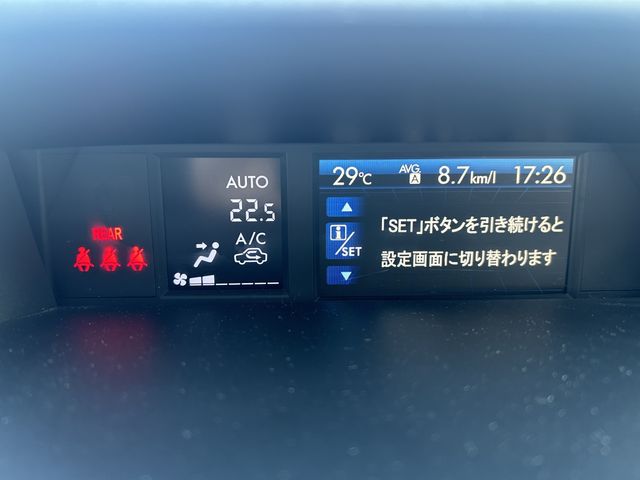 REAR
AUTO
22.5
A/C
29℃ AVG. A 8.7km/l 17:26
i/SET
「SET」ボタンを引き続けると
設定画面に切り替わります